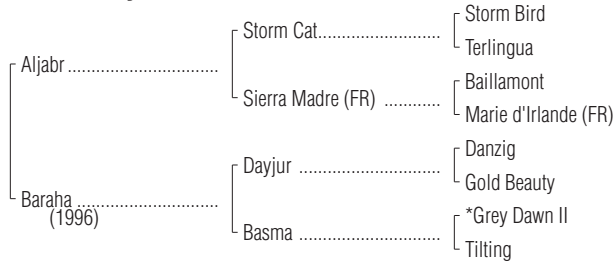 Storm Bird
Storm Cat..................
Terlingua
Aljabr................................
Baillamont
Sierra Madre (FR) ............
Marie d'Irlande (FR)
Danzig
Dayjur ..............................
Gold Beauty
Baraha...............................
(1996)
*Grey Dawn II
Basma ..............................
Tilting